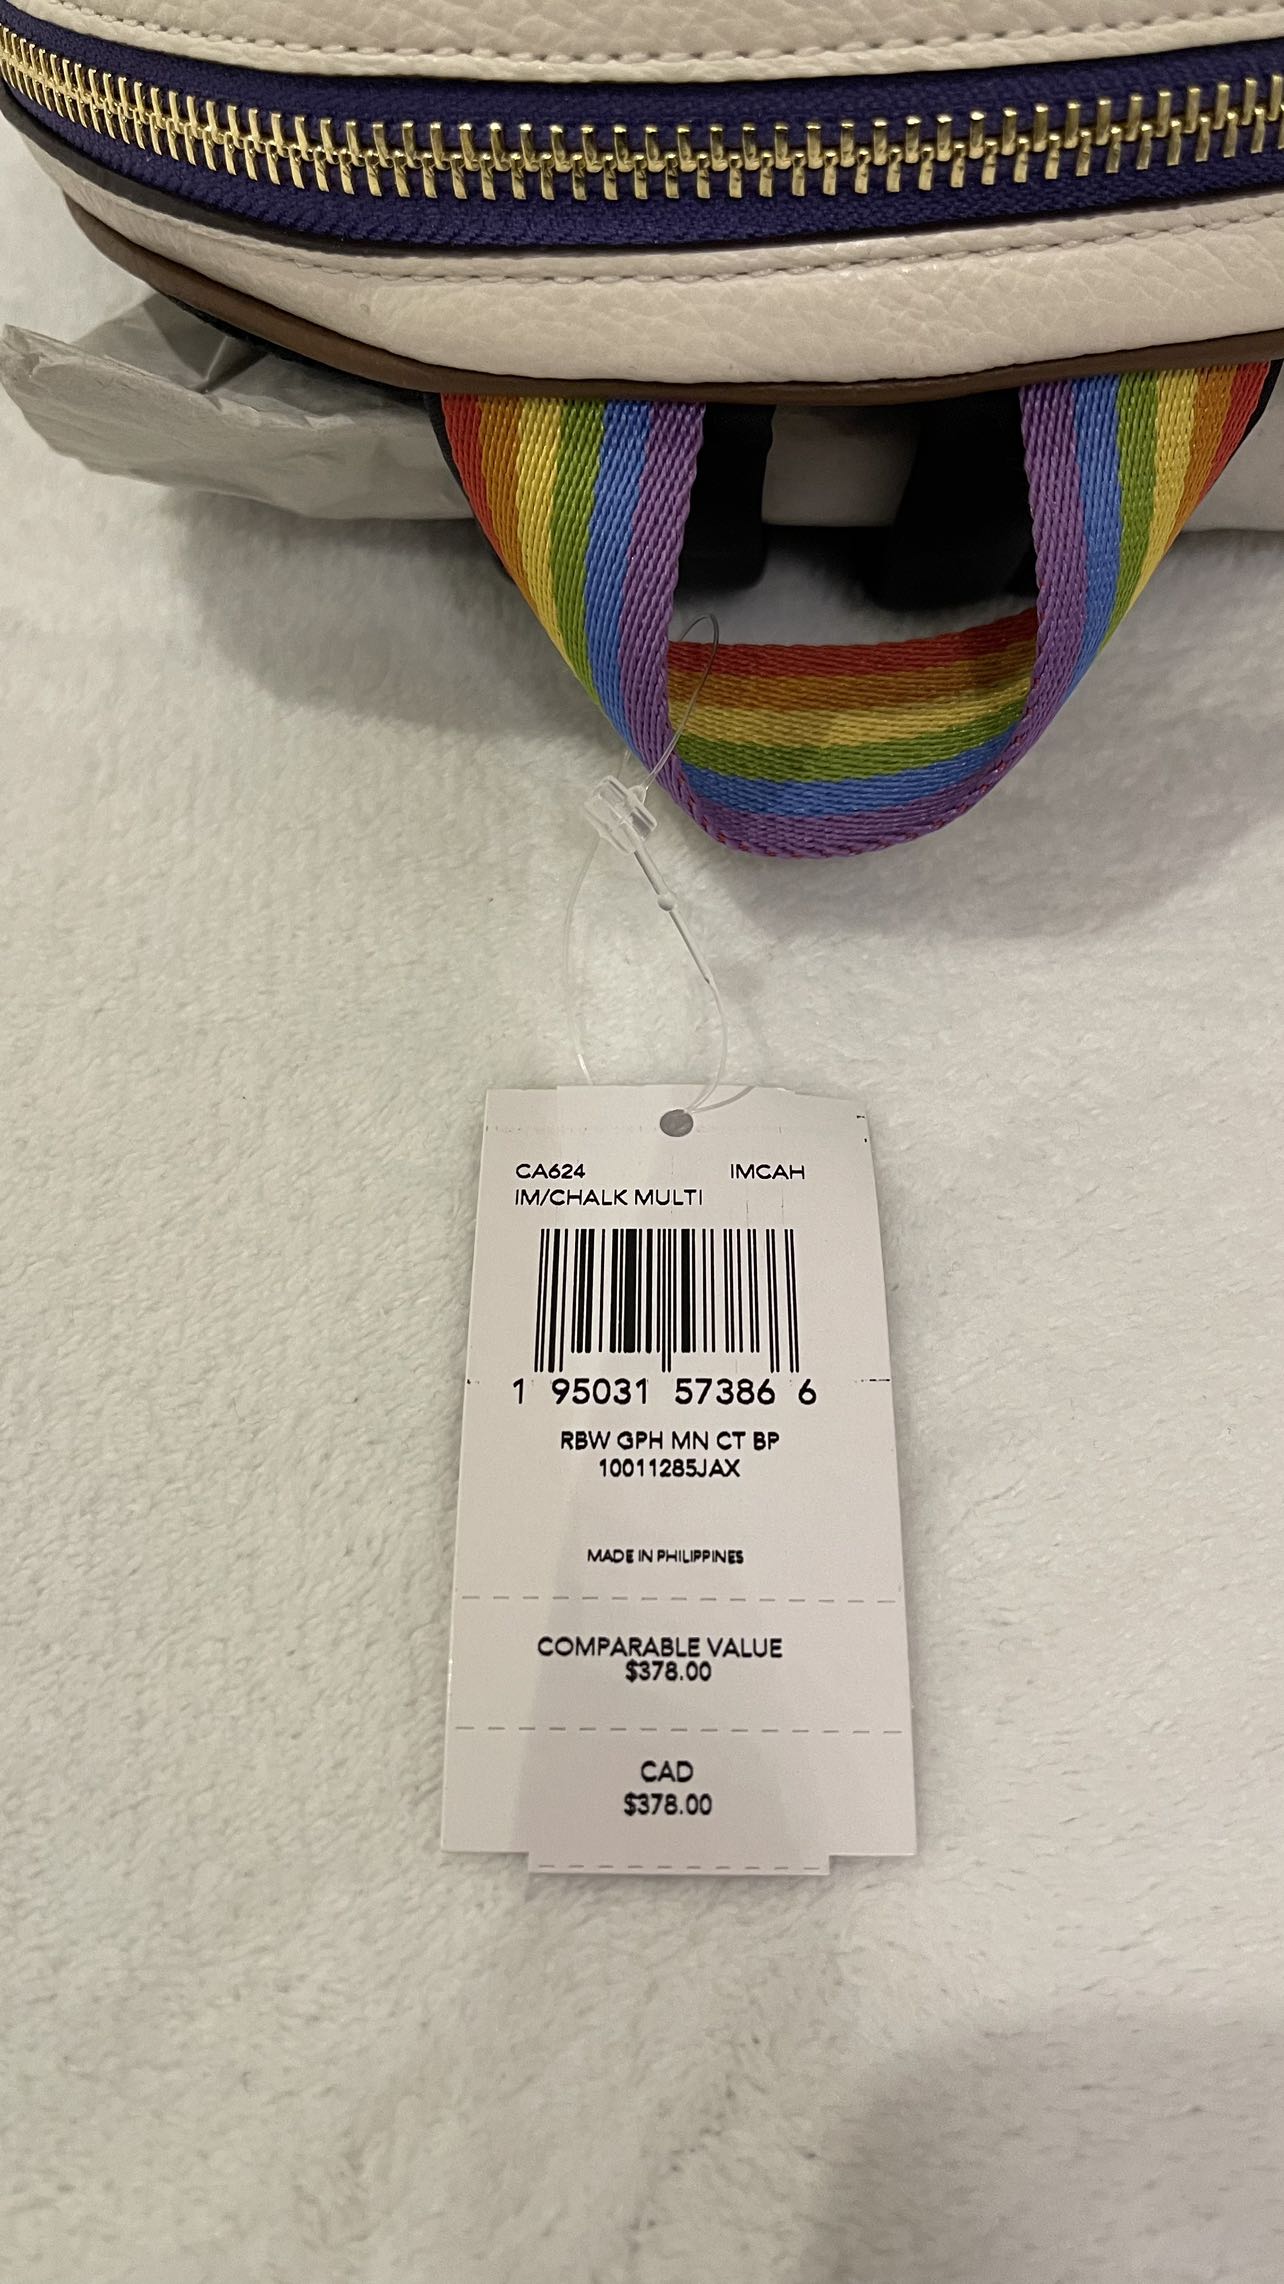 CA624 IMCAH
IM/CHALK MULTI
1 95031 57386 6
RBW GPH MN CT BP
10011285JAX
MADE IN PHILIPPINES
COMPARABLE VALUE
$378.00
CAD
$378.00